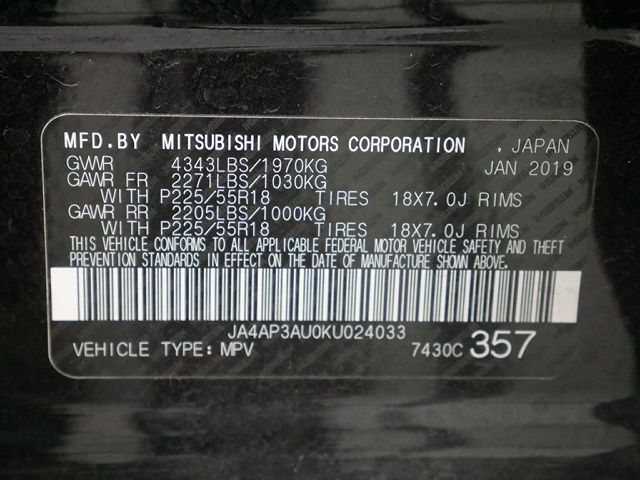 MFD.BY MITSUBISHI MOTORS CORPORATION , JAPAN
GVWR 4343LBS/1970KG JAN 2019
GAWR FR 2271LBS/1030KG
WITH P225/55R18 TIRES 18X7.0J RIMS
GAWR RR 2205LBS/1000KG
WITH P225/55R18 TIRES 18X7.0J RIMS
THIS VEHICLE CONFORMS TO ALL APPLICABLE FEDERAL MOTOR VEHICLE SAFETY AND THEFT
PREVENTION STANDARDS IN EFFECT ON THE DATE OF MANUFACTURE SHOWN ABOVE.
JA4AP3AU0KU024033
VEHICLE TYPE: MPV 7430C 357